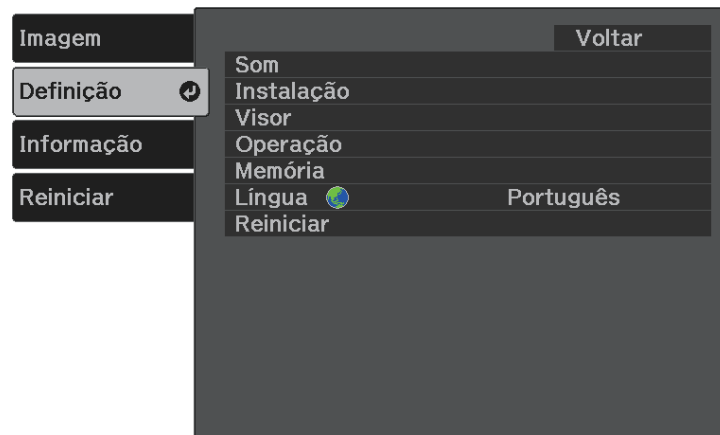 Imagem
Definição
Informação
Reiniciar
Voltar
Som
Instalação
Visor
Operação
Memória
Língua Português
Reiniciar